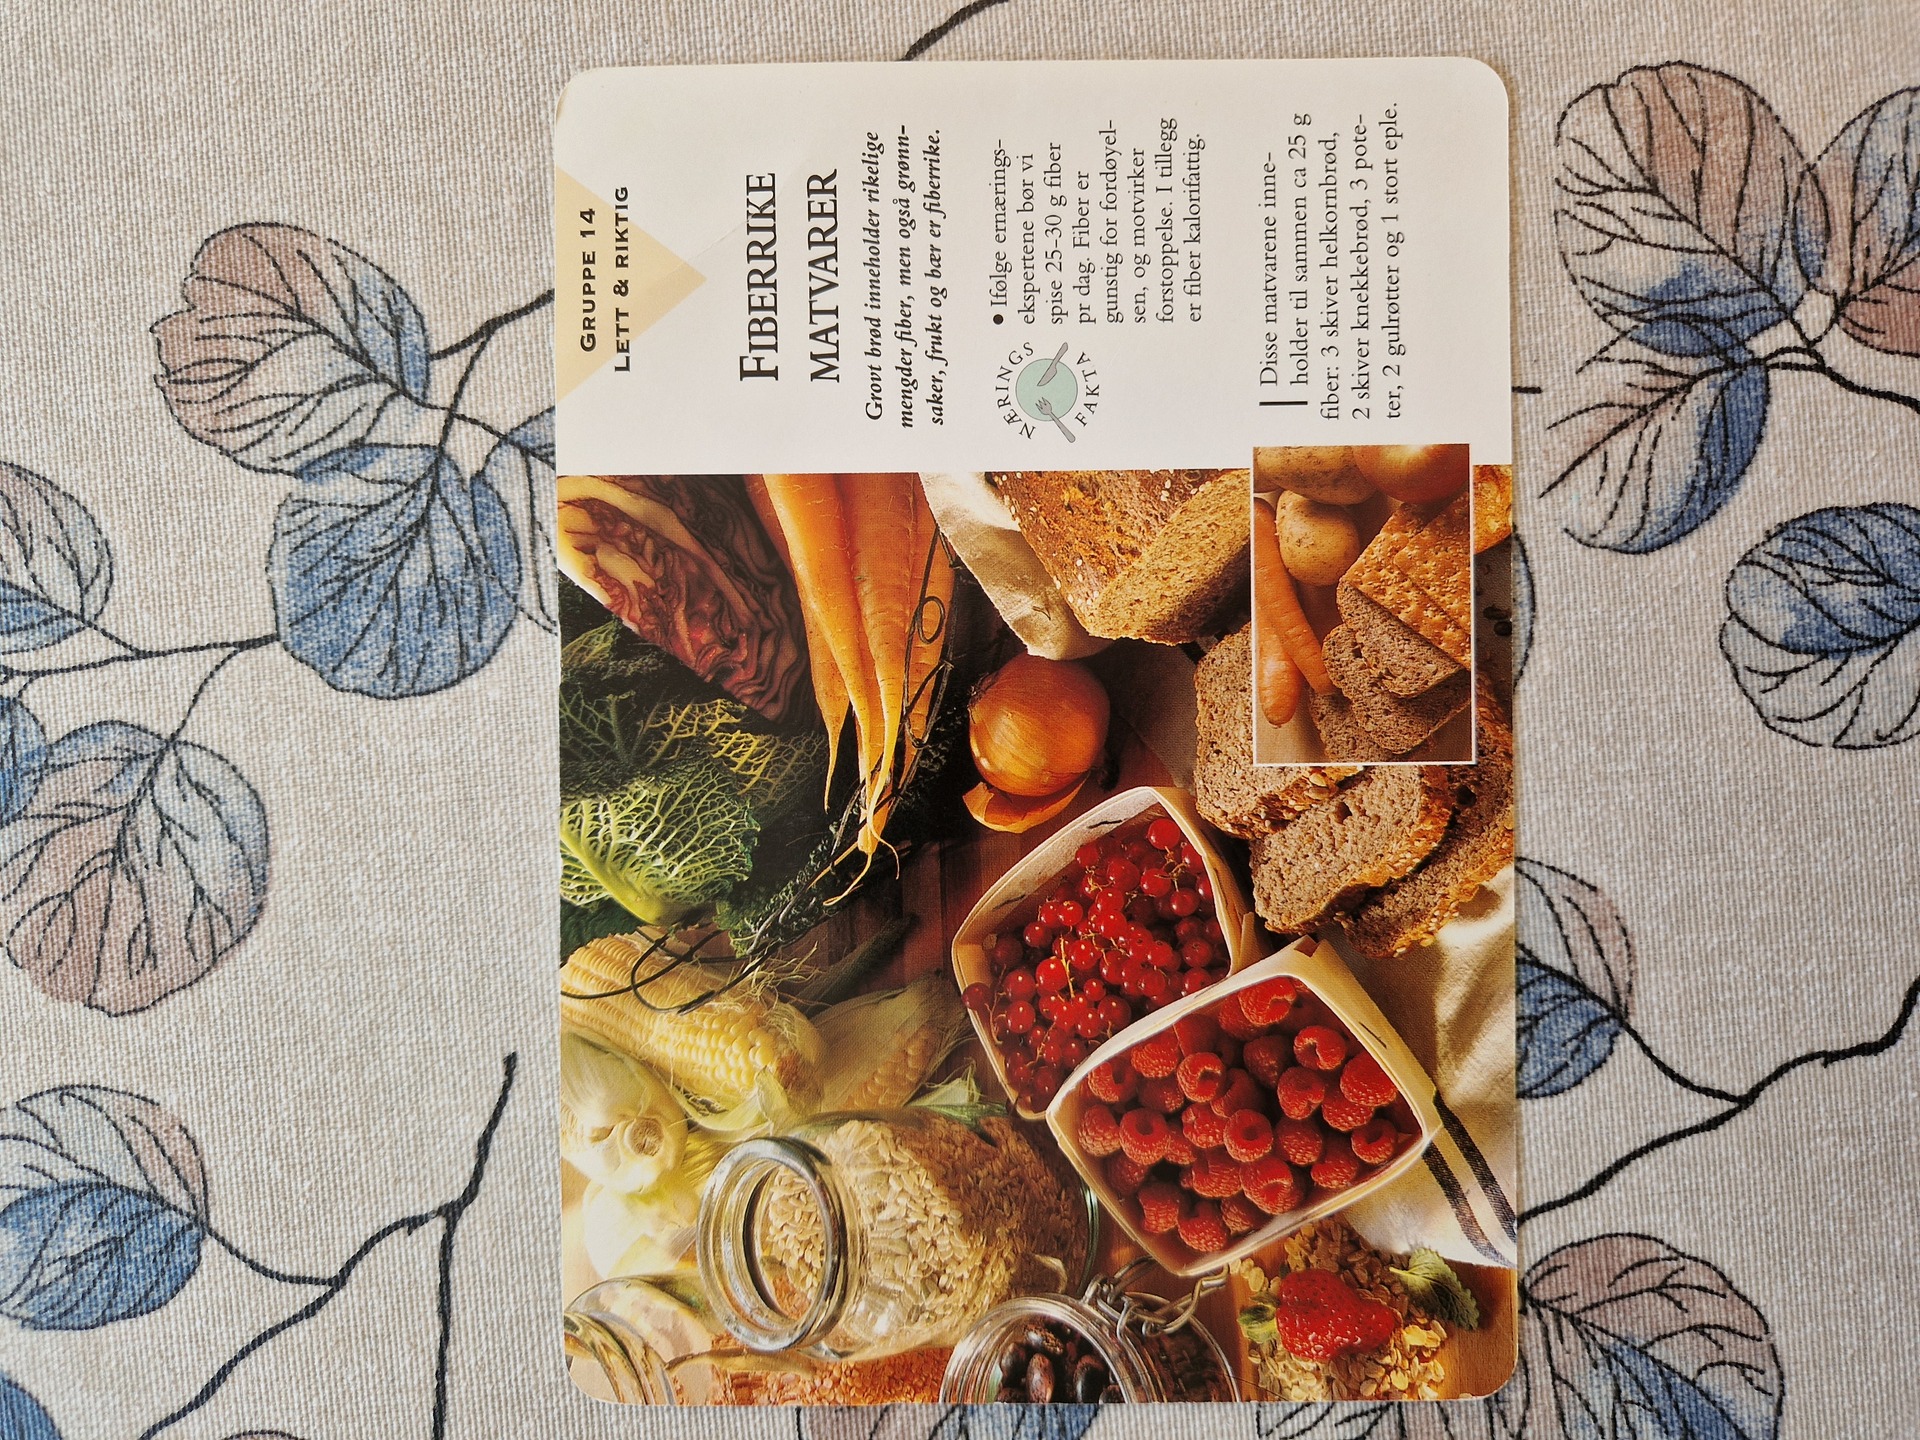 GRUPPE 14
LETT & RIKTIG
FIBERRIKE
MATVARER
Grovt brød inneholder rikelige
mengder fiber, men også grønn-
saker, frukt og bær er fiberrike.
NÆRINGS
FAKTA
• Ifølge ernærings-
ekspertene bør vi
spise 25-30 g fiber
pr dag. Fiber er
gunstig for fordøyel-
sen, og motvirker
forstoppelse. I tillegg
er fiber kalorifattig.
Disse matvarene inne-
holder til sammen ca 25 g
fiber: 3 skiver helkornbrød,
2 skiver knekkebrød, 3 pote-
ter, 2 gulrøtter og 1 stort eple.